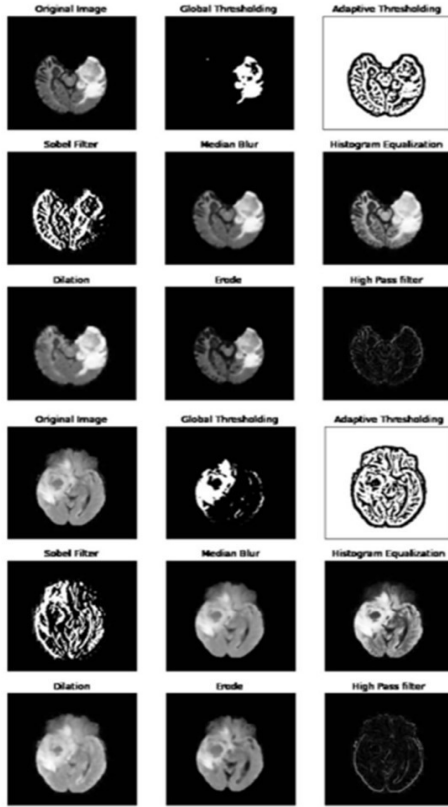 Original Image Global Thresholding Adaptive Thresholding
Sobel Filter Median Blur Histogram Equalization
Dilation Erode High Pass filter
Original Image Global Thresholding Adaptive Thresholding
Sobel Filter Median Blur Histogram Equalization
Dilation Erode High Pass filter